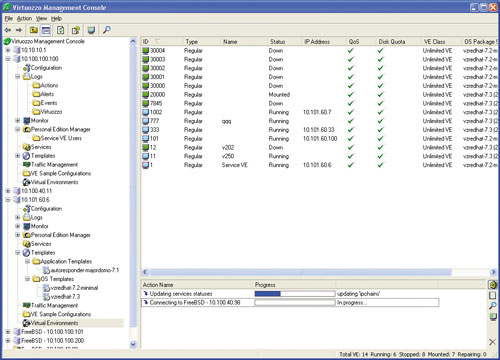 Virtuozzo Management Console
File Action View Help
Virtuozzo Management Console
10.10.10.1
10.100.100.100
Configuration
Logs
Actions
Alerts
Events
Virtuozzo
Monitor
Personal Edition Manager
Service VE Users
Services
Templates
Traffic Management
VE Sample Configurations
Virtual Environments
10.100.40.11
10.101.60.6
Configuration
Logs
Monitor
Personal Edition Manager
Services
Templates
Application Templates
autoresponder-majordomo-7.1
OS Templates
vzredhat-7.2-minimal
vzredhat-7.3
Traffic Management
VE Sample Configurations
Virtual Environments
FreeBSD - 10.100.100.101
FreeBSD - 10.100.100.200
ID Type Name Status IP Address QoS Disk Quota VE Class OS Package S
30004 Regular Down Unlimited VE vzredhat-7.2-m
30003 Regular Down Unlimited VE vzredhat-7.2-m
30002 Regular Down Unlimited VE vzredhat-7.2-m
30001 Regular Down Unlimited VE vzredhat-7.2-m
30000 Regular Down Unlimited VE vzredhat-7.2-m
20000 Regular Mounted Unlimited VE vzredhat-7.3 (2
7845 Regular Down Unlimited VE vzredhat-7.2-m
1002 Regular Running 10.101.60.7 Unlimited VE vzredhat-7.3 (2
777 Regular qqq Running Unlimited VE vzredhat-7.2-m
333 Regular Running 10.101.60.33 Unlimited VE vzredhat-7.3 (2
101 Regular Running 10.101.60.100 Unlimited VE vzredhat-7.3 (2
12 Regular v202 Down Unlimited VE vzredhat-7.2-m
11 Regular v250 Running Unlimited VE vzredhat-7.3 (2
1 Regular Service VE Running 10.101.60.6 Unlimited VE vzredhat-7.2-m
Action Name Progress
Updating services statuses updating 'ipchains'
Connecting to FreeBSD - 10.100.40.98 In progress...
Total VE: 14 Running: 6 Stopped: 8 Mounted: 7 Repairing: 0